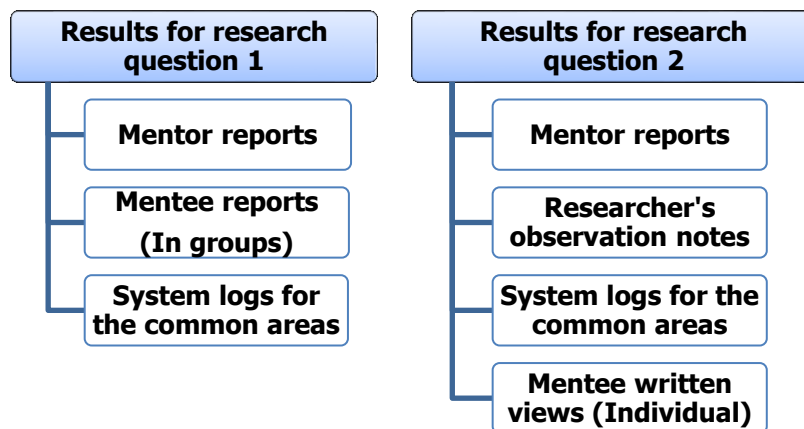 Results for research
question 1
Mentor reports
Mentee reports
(In groups)
System logs for
the common areas
Results for research
question 2
Mentor reports
Researcher's
observation notes
System logs for the
common areas
Mentee written
views (Individual)